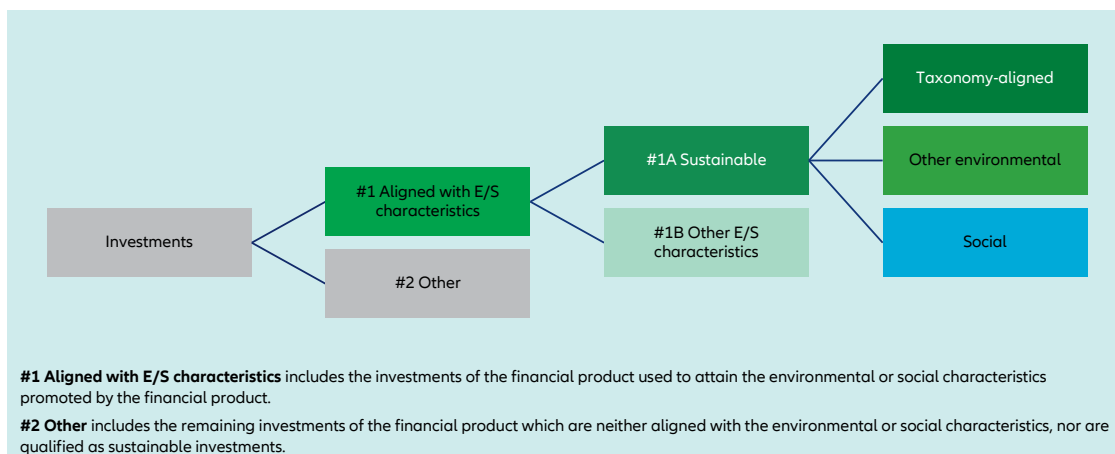 Taxonomy-aligned
#1A Sustainable
Other environmental
#1 Aligned with E/S
characteristics
#1B Other E/S
characteristics
Investments
Social
#2 Other
#1 Aligned with E/S characteristics includes the investments of the financial product used to attain the environmental or social characteristics
promoted by the financial product.
#2 Other includes the remaining investments of the financial product which are neither aligned with the environmental or social characteristics, nor are
qualified as sustainable investments.